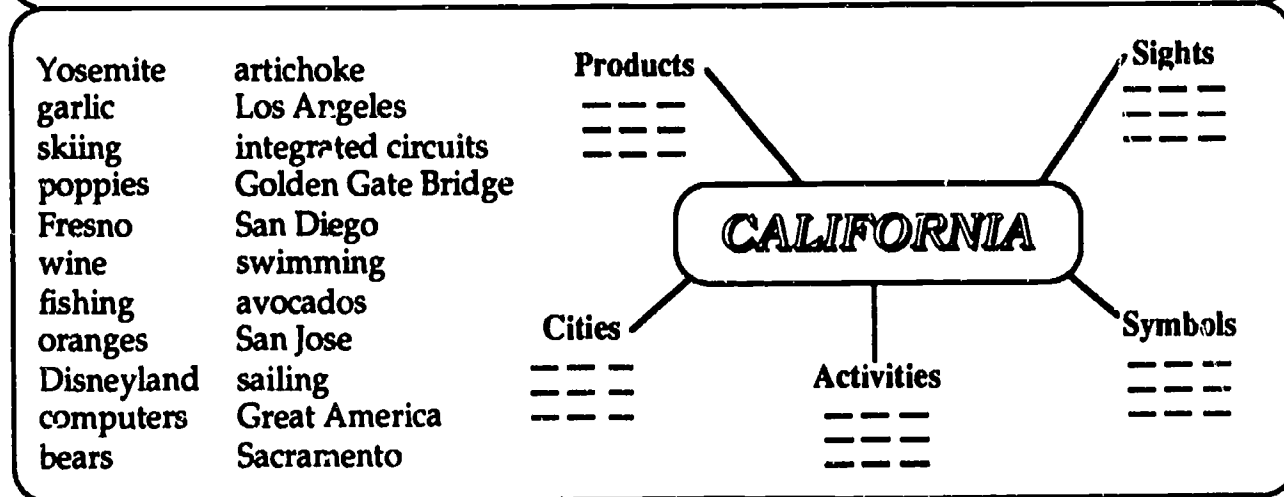 Yosemite artichoke
garlic Los Angeles
skiing integrated circuits
poppies Golden Gate Bridge
Fresno San Diego
wine swimming
fishing avocados
oranges San Jose
Disneyland sailing
computers Great America
bears Sacramento
Products
Sights
CALIFORNIA
Cities
Activities
Symbols